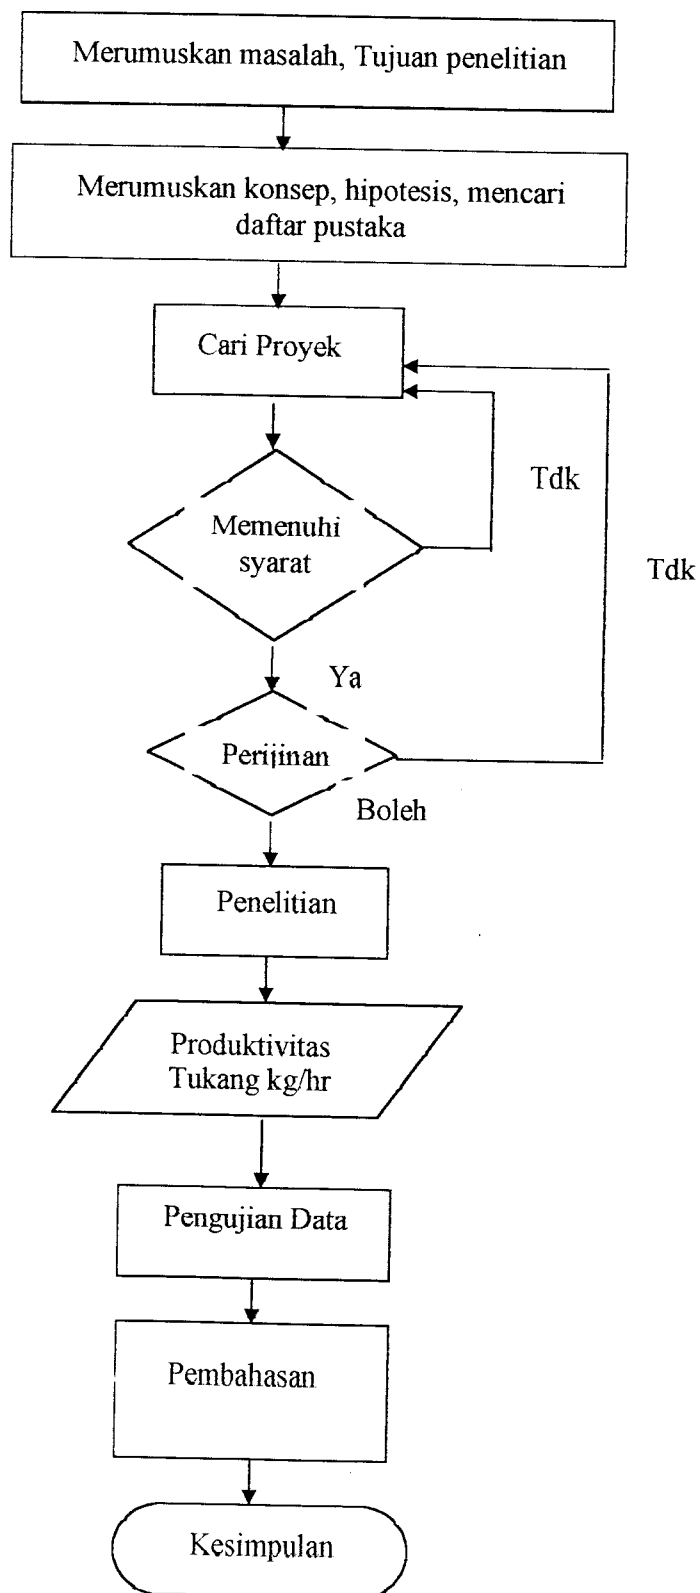 Merumuskan masalah, Tujuan penelitian
Merumuskan konsep, hipotesis, mencari
daftar pustaka
Cari Proyek
Tdk
Memenuhi
syarat
Tdk
Ya
Perijinan
Boleh
Penelitian
Produktivitas
Tukang kg/hr
Pengujian Data
Pembahasan
Kesimpulan